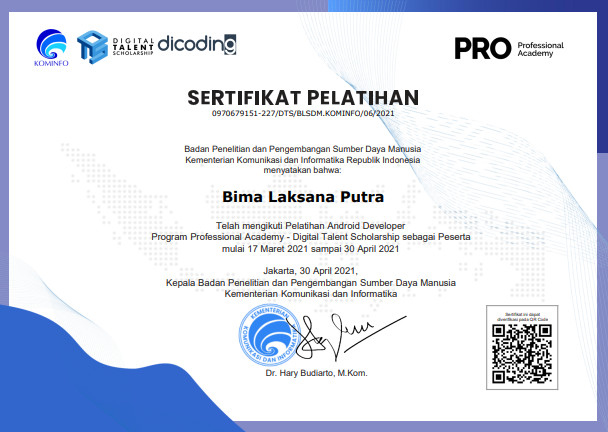 KOMINFO
DIGITAL
TALENT
SCHOLARSHIP
dicoding
PRO Professional
Academy
SERTIFIKAT PELATIHAN
0970679151-227/DTS/BLSDM.KOMINFO/06/2021
Badan Penelitian dan Pengembangan Sumber Daya Manusia
Kementerian Komunikasi dan Informatika Republik Indonesia
menyatakan bahwa:
Bima Laksana Putra
Telah mengikuti Pelatihan Android Developer
Program Professional Academy - Digital Talent Scholarship sebagai Peserta
mulai 17 Maret 2021 sampai 30 April 2021
Jakarta, 30 April 2021,
Kepala Badan Penelitian dan Pengembangan Sumber Daya Manusia
Kementerian Komunikasi dan Informatika
KEMENTERIAN
KOMUNIKASI DAN INFORMATIKA
Dr. Hary Budiarto, M.Kom.
Sertifikat ini dapat
diverifikasi pada QR Code